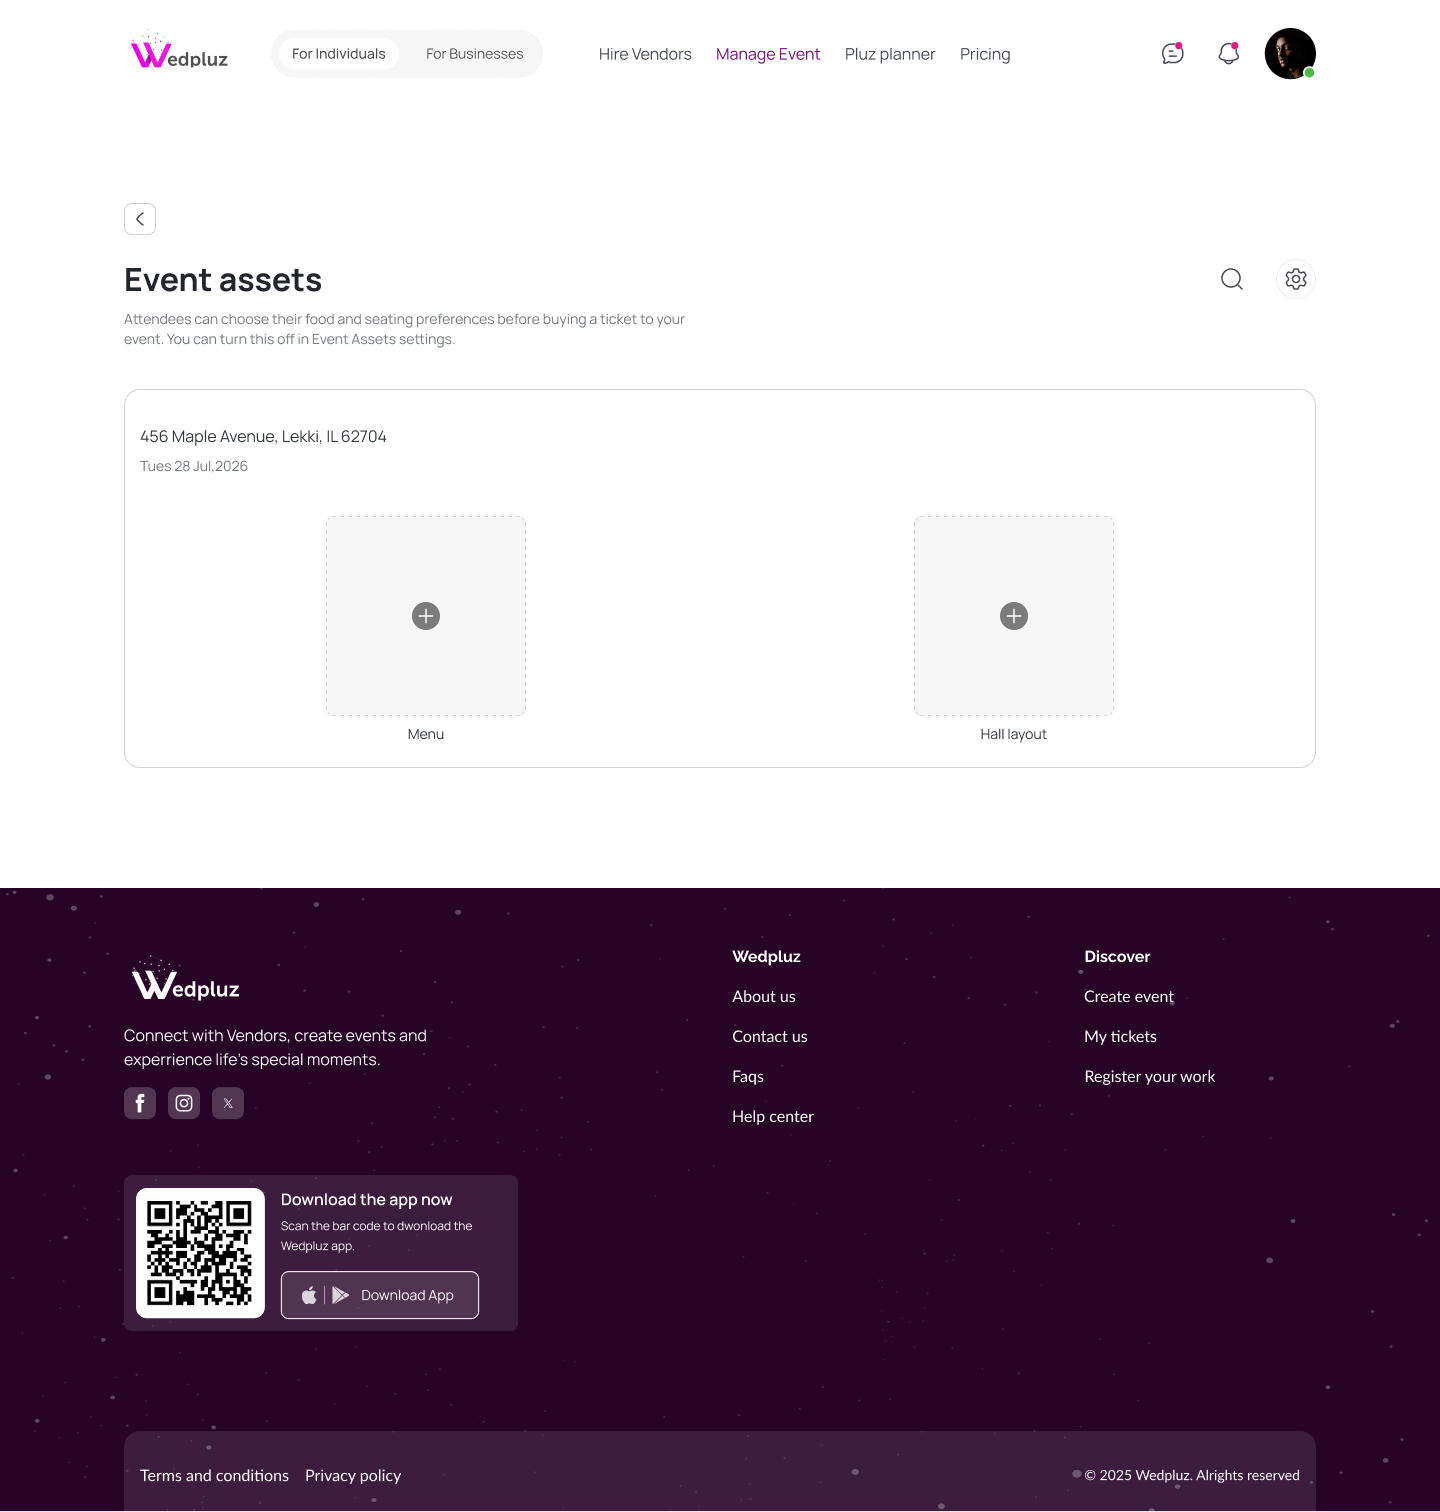 Wedpluz
For Individuals
For Businesses
Hire Vendors
Manage Event
Pluz planner
Pricing
Event assets
Attendees can choose their food and seating preferences before buying a ticket to your
event. You can turn this off in Event Assets settings.
456 Maple Avenue, Lekki, IL 62704
Tues 28 Jul,2026
Menu
Hall layout
Wedpluz
Connect with Vendors, create events and
experrience life's special moments.
Download the app now
Scan the bar code to dwonload the
Wedpluz app.
Download App
Wedpluz
About us
Contact us
Faqs
Help center
Discover
Create event
My tickets
Register your work
Terms and conditions
Privacy policy
© 2025 Wedpluz. Alrights reserved